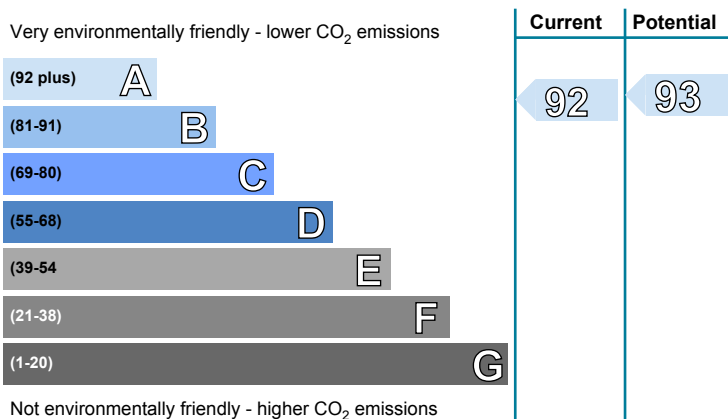 Very environmentally friendly - lower CO2 emissions
Current
Potential
(92 plus) A
(81-91) B
(69-80) C
(55-68) D
(39-54 E
(21-38) F
(1-20) G
92
93
Not environmentally friendly - higher CO2 emissions